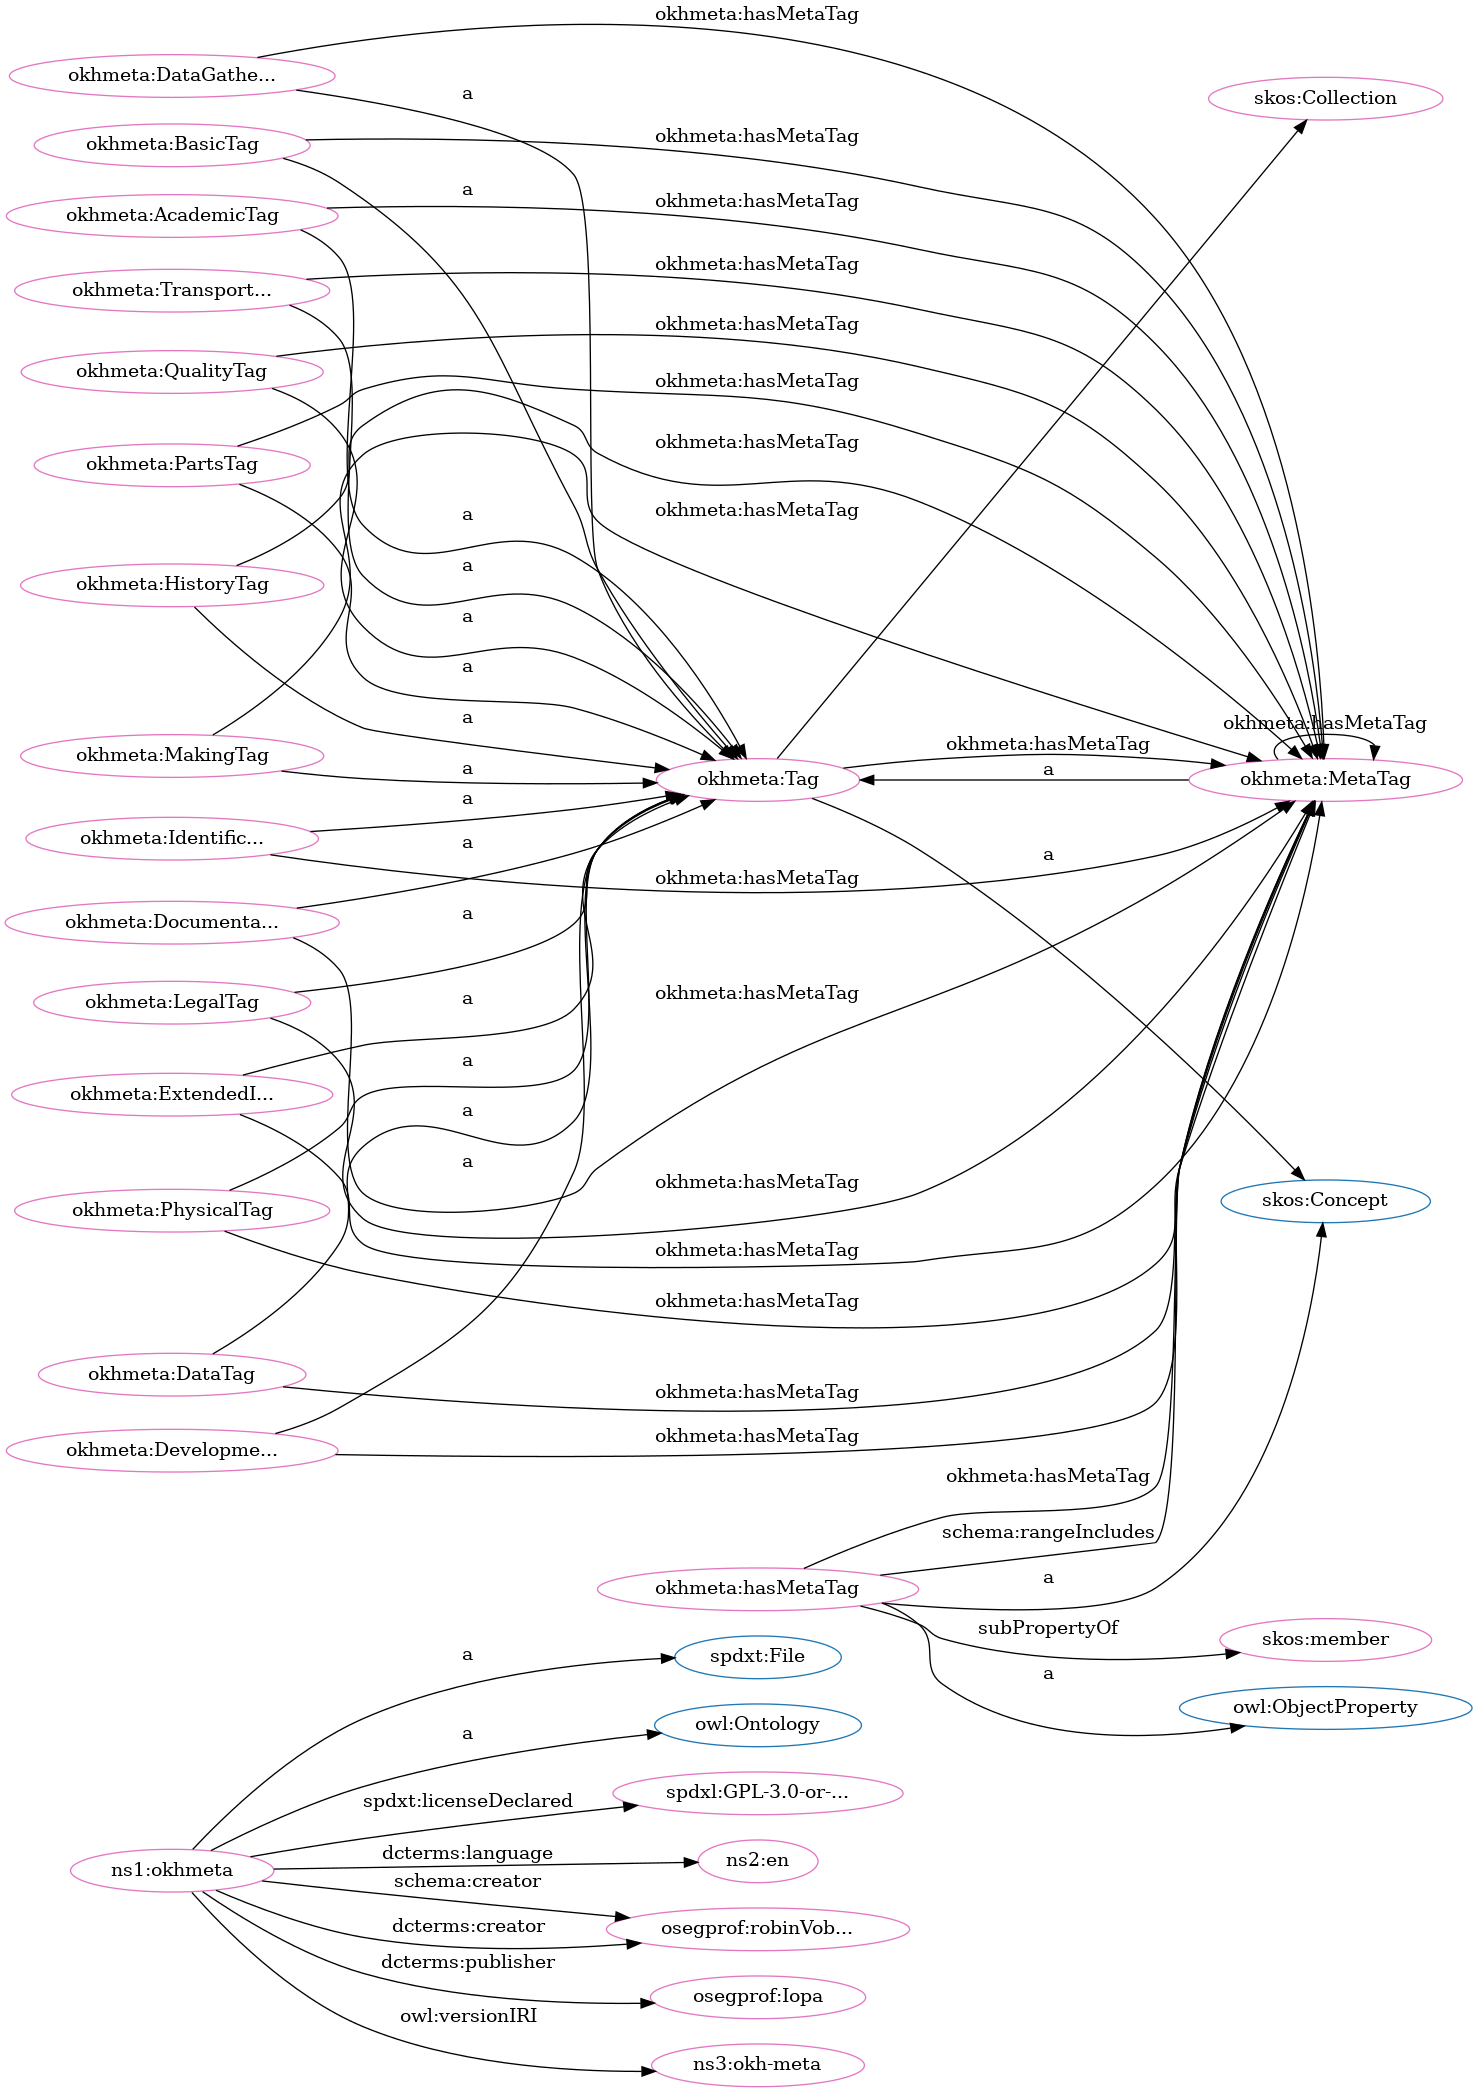 okhmeta:hasMetaTag
okhmeta:DataGathe...
a
skos:Collection
okhmeta:BasicTag
okhmeta:hasMetaTag
a
okhmeta:AcademicTag
okhmeta:hasMetaTag
okhmeta:Transport...
okhmeta:hasMetaTag
okhmeta:hasMetaTag
okhmeta:QualityTag
okhmeta:hasMetaTag
okhmeta:hasMetaTag
okhmeta:PartsTag
okhmeta:hasMetaTag
a
a
okhmeta:HistoryTag
a
a
a
okhmeta:hasMetaTag
okhmeta:hasMetaTag
okhmeta:MakingTag
a
okhmeta:Tag
a
okhmeta:MetaTag
a
okhmeta:Identific...
a
a
okhmeta:hasMetaTag
okhmeta:Documenta...
a
okhmeta:LegalTag
a
okhmeta:hasMetaTag
a
okhmeta:ExtendedI...
a
a
okhmeta:hasMetaTag
skos:Concept
okhmeta:PhysicalTag
okhmeta:hasMetaTag
okhmeta:hasMetaTag
okhmeta:DataTag
okhmeta:hasMetaTag
okhmeta:Developme...
okhmeta:hasMetaTag
okhmeta:hasMetaTag
schema:rangeIncludes
a
okhmeta:hasMetaTag
subPropertyOf
skos:member
a
spdxt:File
a
owl:ObjectProperty
a
owl:Ontology
spdxt:licenseDeclared
spdxl:GPL-3.0-or-...
dcterms:language
ns2:en
ns1:okhmeta
schema:creator
dcterms:creator
osegprof:robinVob...
dcterms:publisher
osegprof:Iopa
owl:versionIRI
ns3:okh-meta